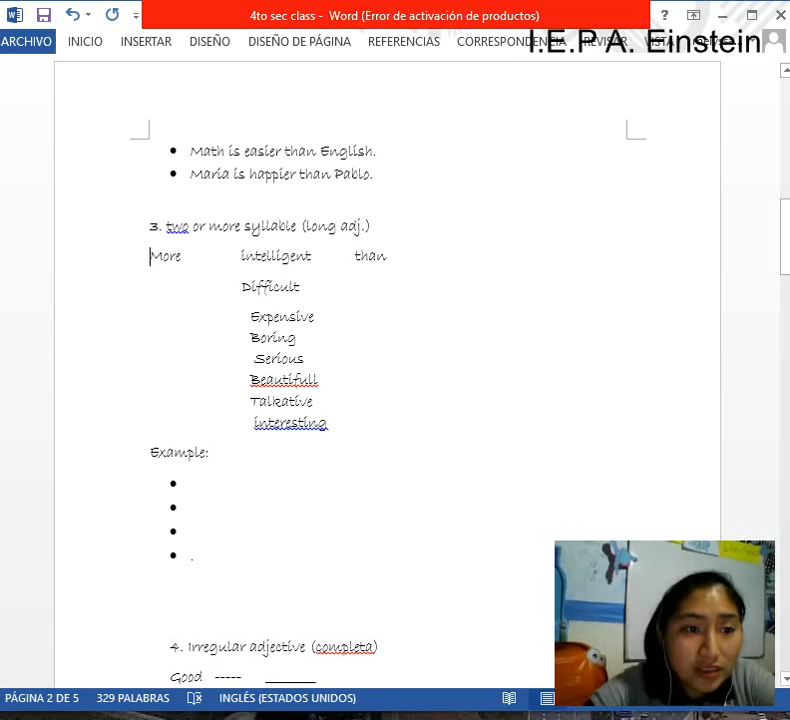 4to sec class - Word (Error de activación de productos)
ARCHIVO INICIO INSERTAR DISEÑO DISEÑO DE PÁGINA REFERENCIAS CORRESPONDENCIA REVISAR VISTA
I.E.P.A. Einstein
Math is easier than English.
Maria is happier than Pablo.
3. two or more syllable (long adj.)
More intelligent than
Difficult
Expensive
Boring
Serious
Beautifull
Talkative
interesting
Example:
.
4. Irregular adjective (completa)
Good ----- ________
PÁGINA 2 DE 5 329 PALABRAS INGLÉS (ESTADOS UNIDOS)